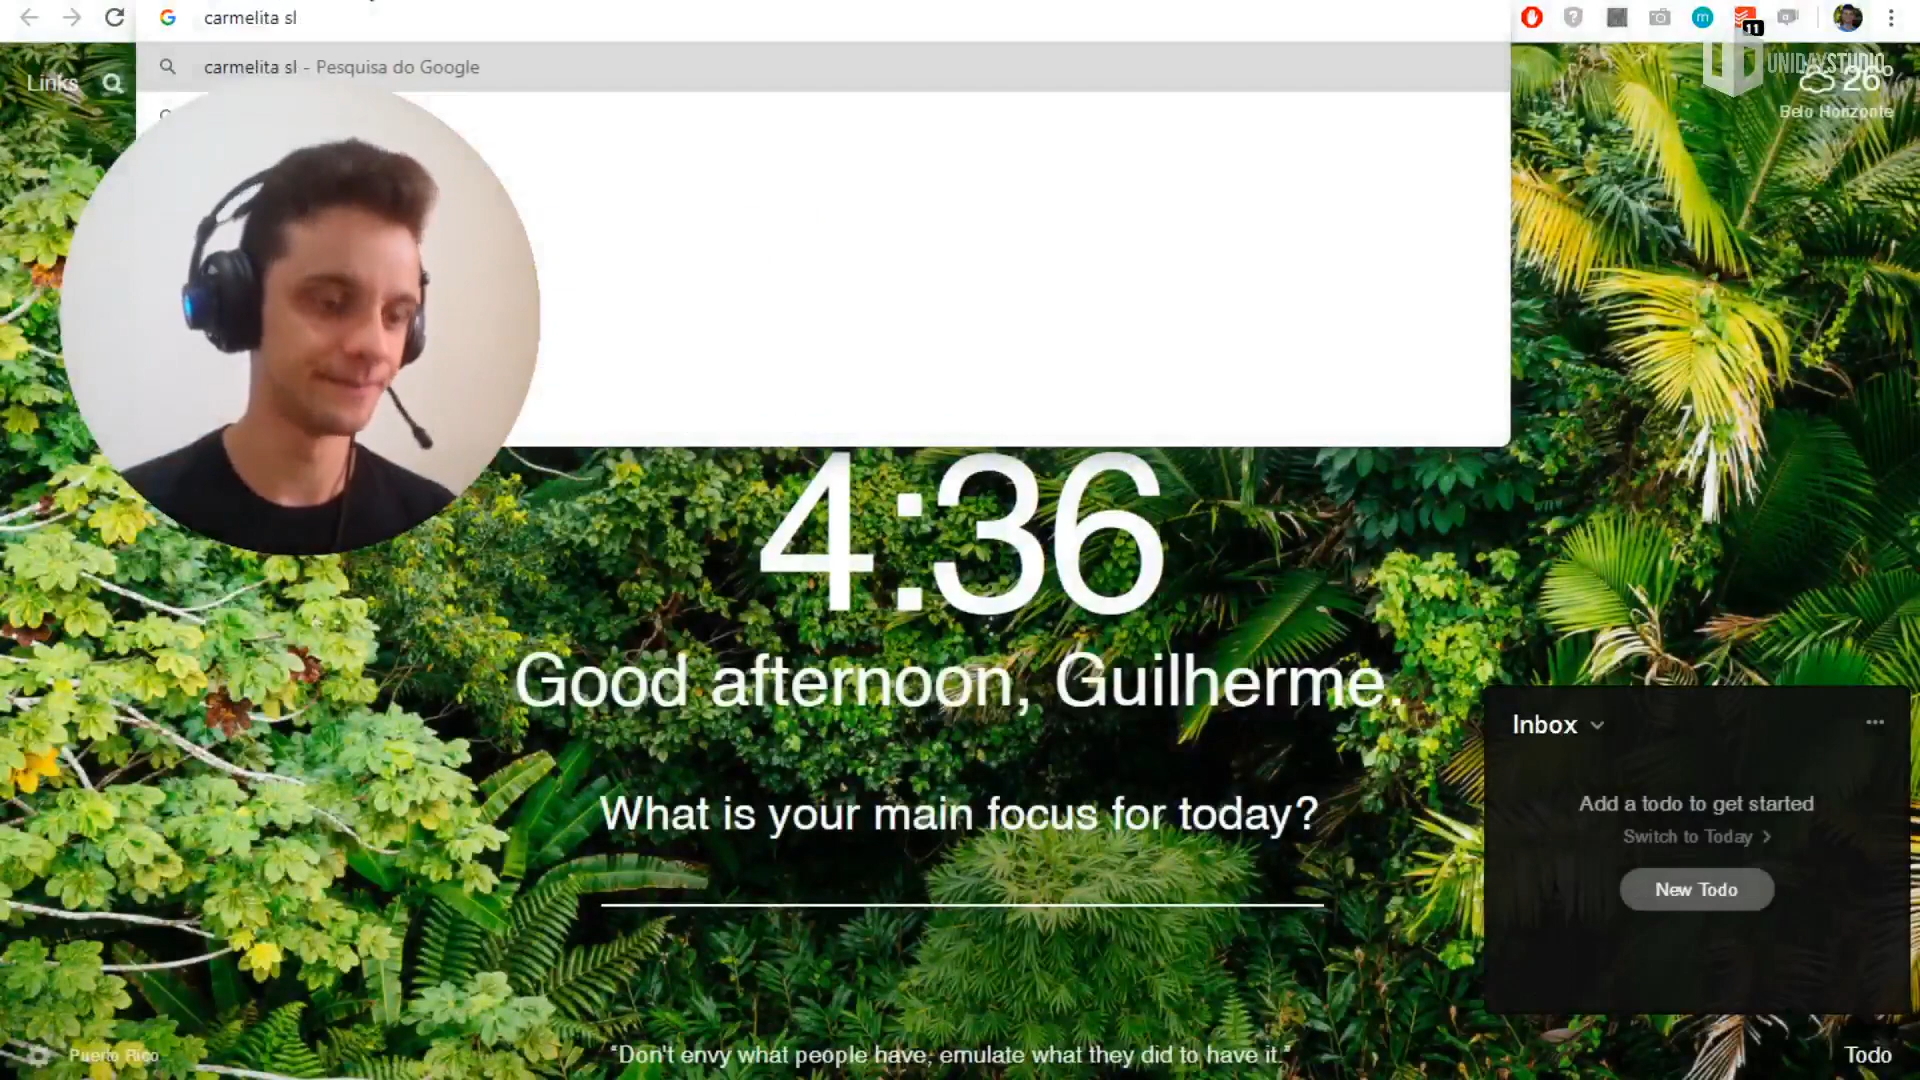 carmelita sl
carmelita sl - Pesquisa do Google
Links
11
UNIDAYSTUDIO
26°
Belo Horizonte
4:36
Good afternoon, Guilherme.
What is your main focus for today?
Inbox
Add a todo to get started
Switch to Today
New Todo
Puerto Rico
"Don't envy what people have, emulate what they did to have it."
Todo